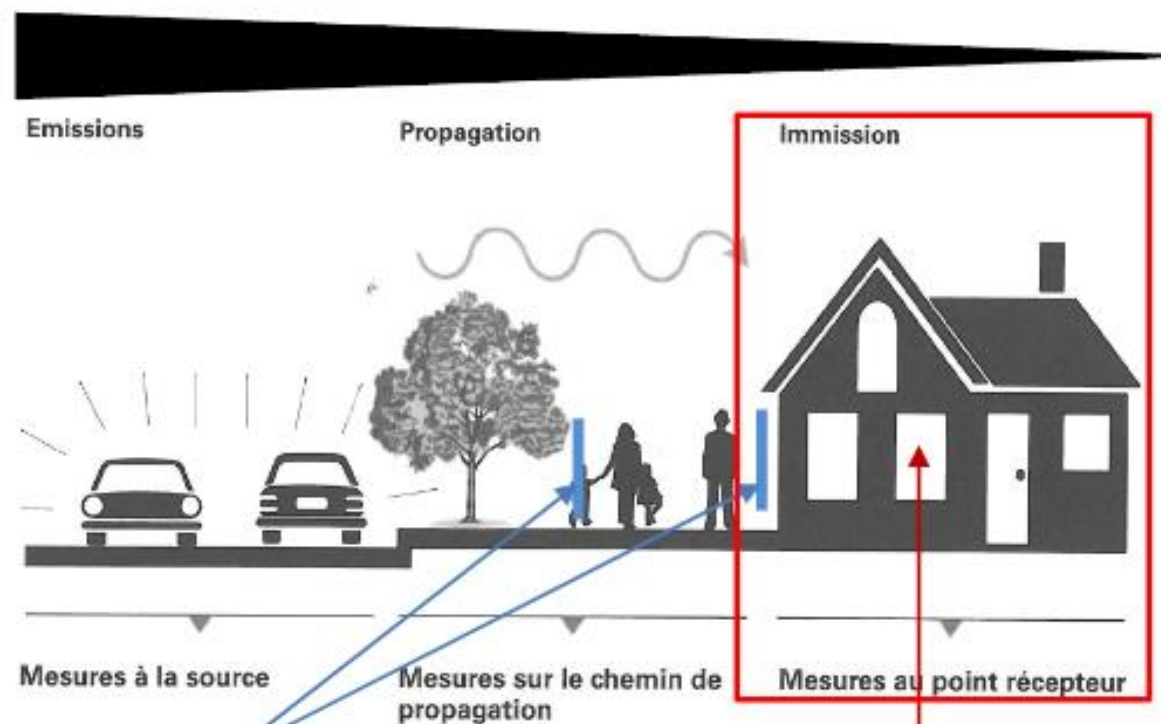 Emissions
Propagation
Immission
Mesures à la source
Mesures sur le chemin de
propagation
Mesures au point récepteur